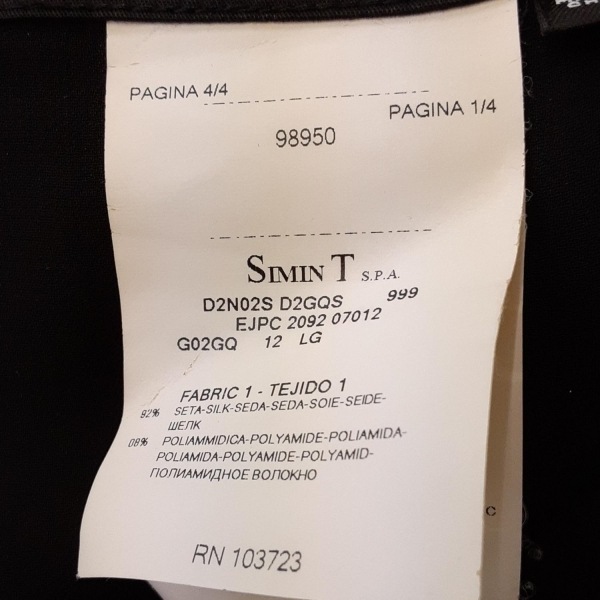 PAGINA 4/4
PAGINA 1/4
98950
SIMIN T S.P.A.
D2N02S D2GQS 999
EJPC 2092 07012
G02GQ 12 LG
FABRIC 1 - TEJIDO 1
92% SETA-SILK-SEDA-SEDA-SOIE-SEIDE-
ШЕЛК
08% POLIAMMIDICA-POLYAMIDE-POLIAMIDA-
POLIAMIDA-POLYAMIDE-POLYAMID-
ПОЛИАМИДНОЕ ВОЛОКНО
C
RN 103723